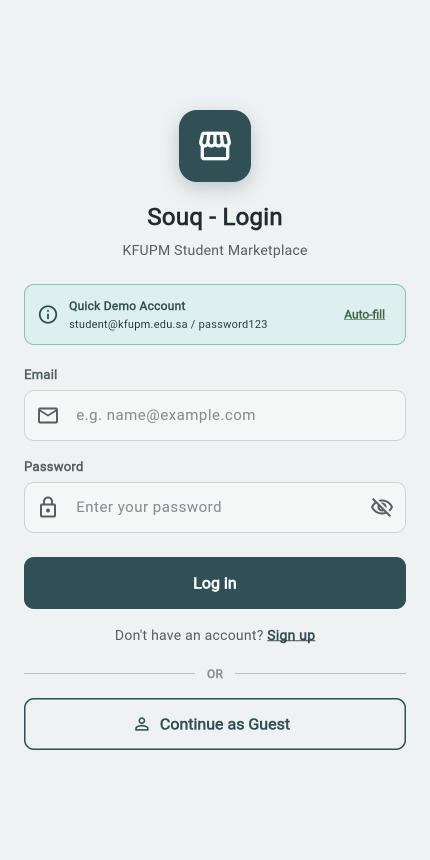 Souq - Login
KFUPM Student Marketplace
Quick Demo Account
student@kfupm.edu.sa / password123
Auto-fill
Email
e.g. name@example.com
Password
Enter your password
Log in
Don't have an account? Sign up
OR
Continue as Guest